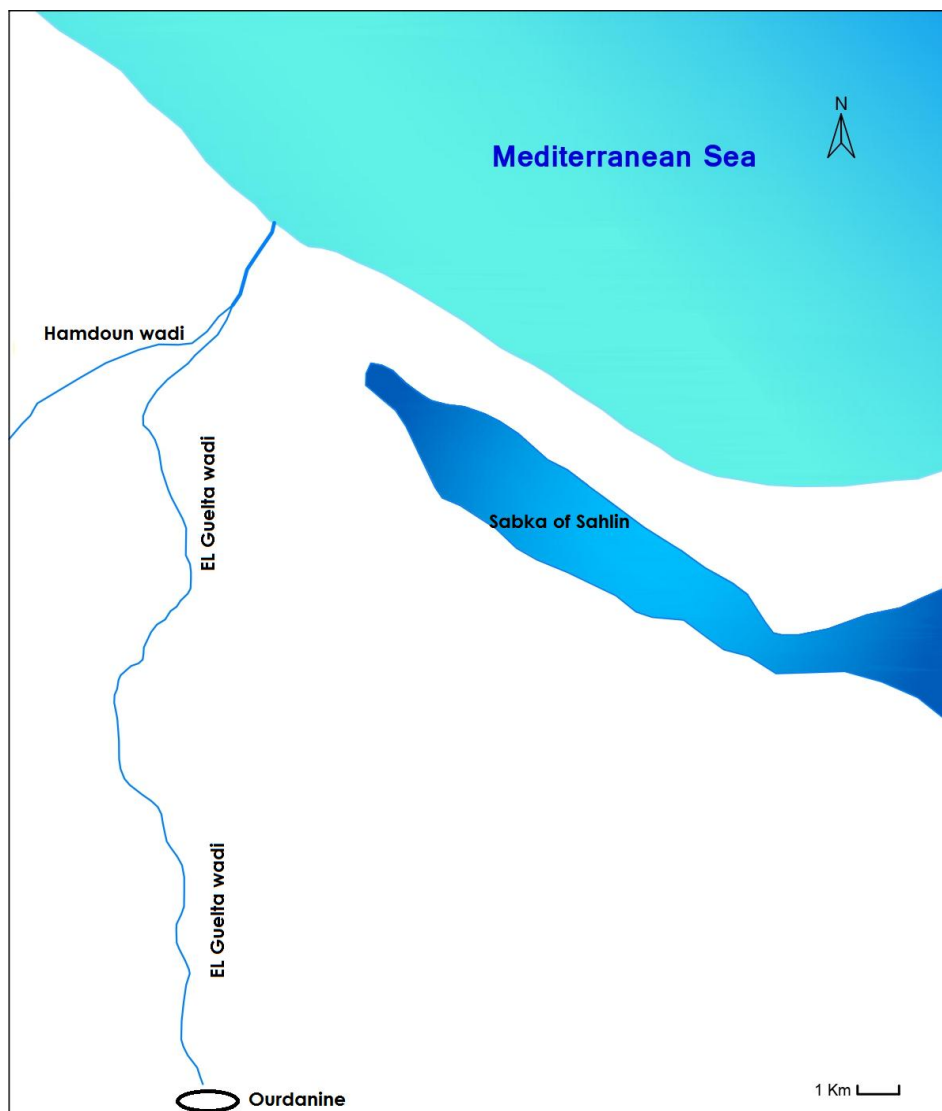 N
Mediterranean Sea
Hamdoun wadi
EL Guelta wadi
Sabka of Sahlin
EL Guelta wadi
1 Km
Ourdanine